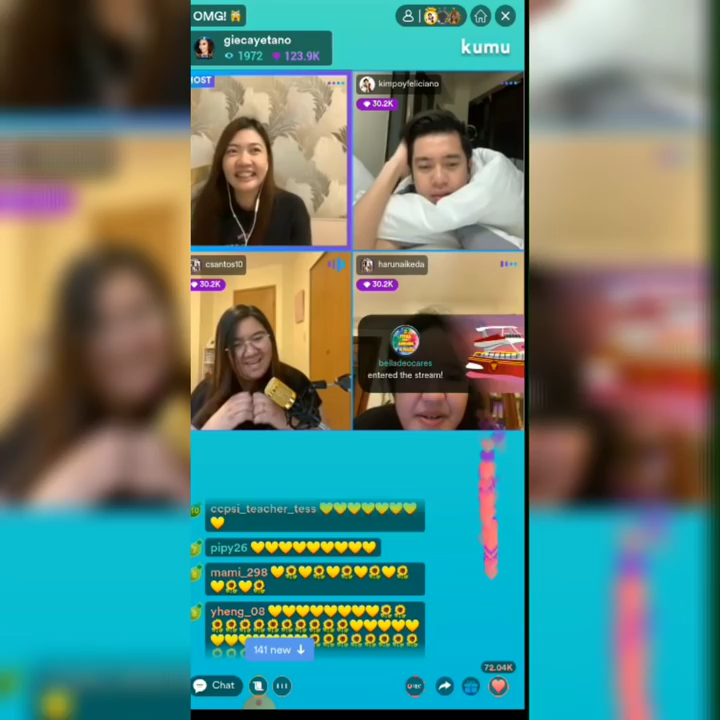 OMG!
giecayetano
1972 123.9K
kumu
HOST
kimpoyfeliciano
30.2K
csantos10
30.2K
harunaikeda
30.2K
belladeocares
entered the stream!
ccpsi_teacher_tess
pipy26
mami_298
yheng_08
141 new
72.04K
Chat